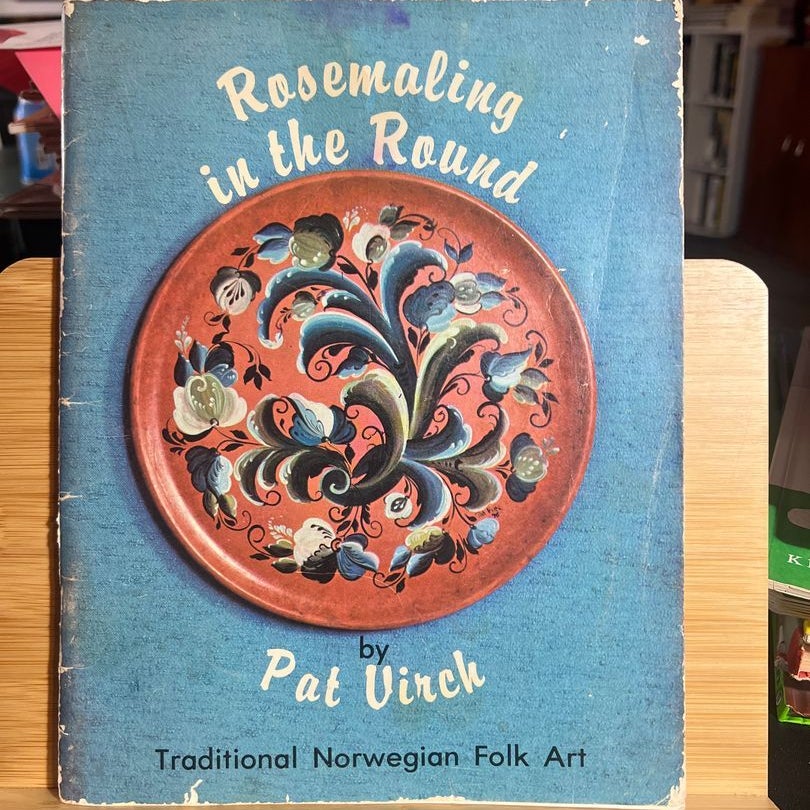 Rosemaling
in the Round
by
Pat Virch
Traditional Norwegian Folk Art